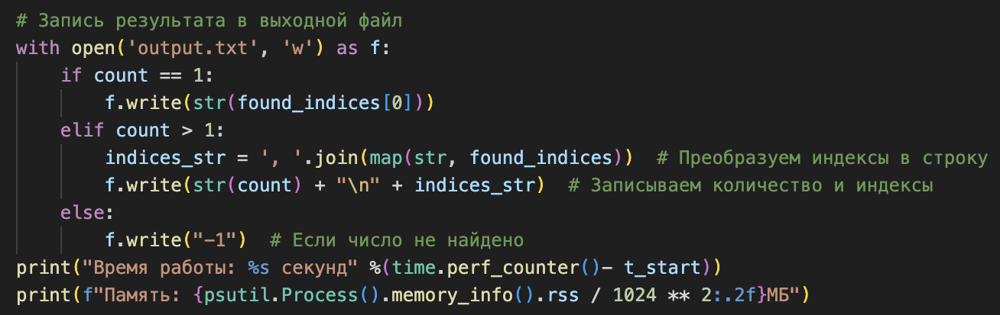 # Запись результата в выходной файл
with open('output.txt', 'w') as f:
    if count == 1:
        f.write(str(found_indices[0]))
    elif count > 1:
        indices_str = ', '.join(map(str, found_indices))  # Преобразуем индексы в строку
        f.write(str(count) + "\n" + indices_str)  # Записываем количество и индексы
    else:
        f.write("-1")  # Если число не найдено
print("Время работы: %s секунд" %(time.perf_counter()- t_start))
print(f"Память: {psutil.Process().memory_info().rss / 1024 ** 2:.2f}МБ")